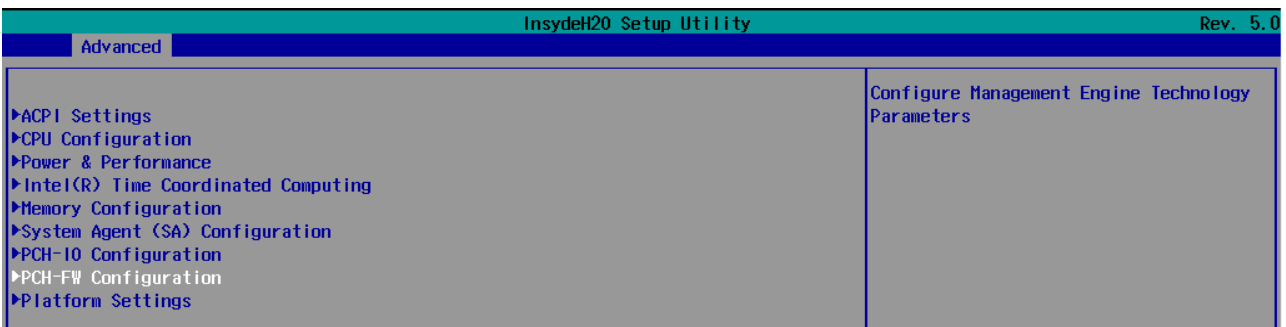 InsydeH2O Setup Utility Rev. 5.0
Advanced
▶ACPI Settings
▶CPU Configuration
▶Power & Performance
▶Intel(R) Time Coordinated Computing
▶Memory Configuration
▶System Agent (SA) Configuration
▶PCH-IO Configuration
▶PCH-FW Configuration
▶Platform Settings
Configure Management Engine Technology
Parameters